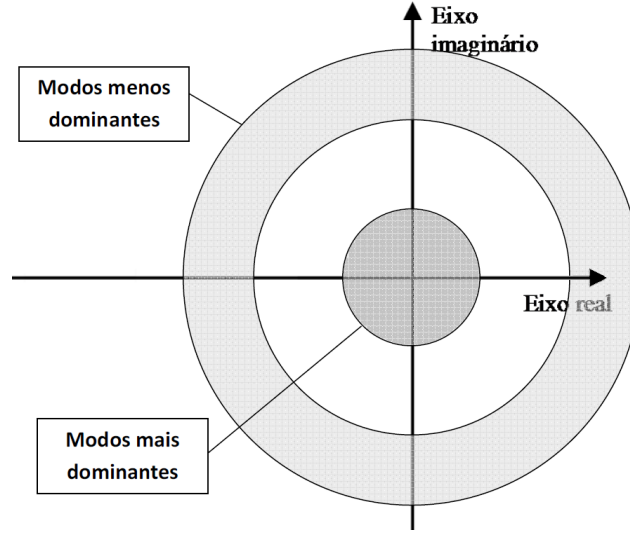 Eixo
imaginário
Modos menos
dominantes
Eixo real
Modos mais
dominantes